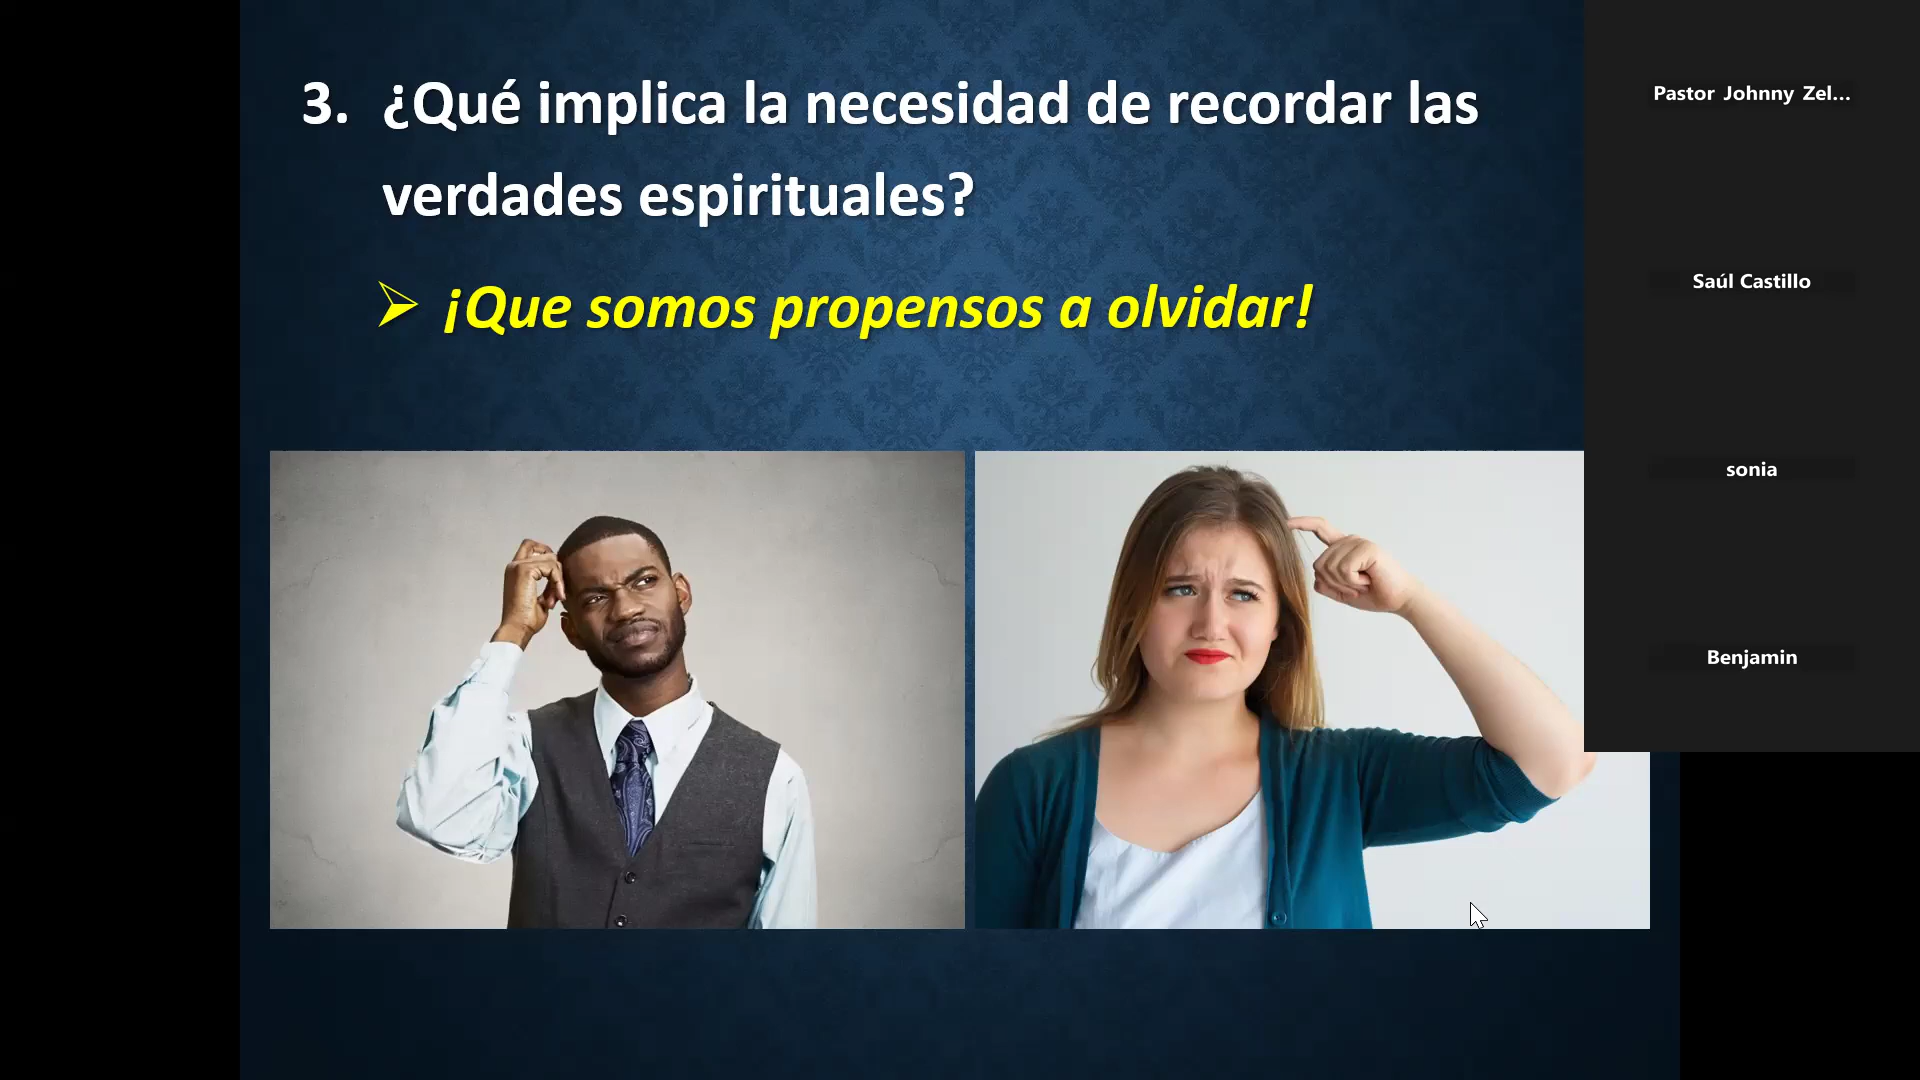 3. ¿Qué implica la necesidad de recordar las
verdades espirituales?
➢ ¡Que somos propensos a olvidar!
Pastor Johnny Zel...
Saúl Castillo
sonia
Benjamin